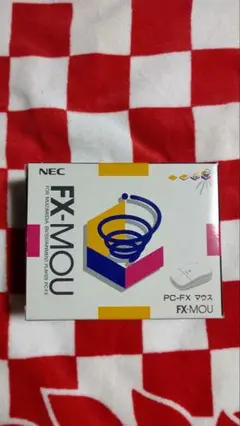 NEC
FX-MOU
FOR MULTIMEDIA ENTERTAINMENT PLAYER PC-FX
PC-FX マウス
FX-MOU